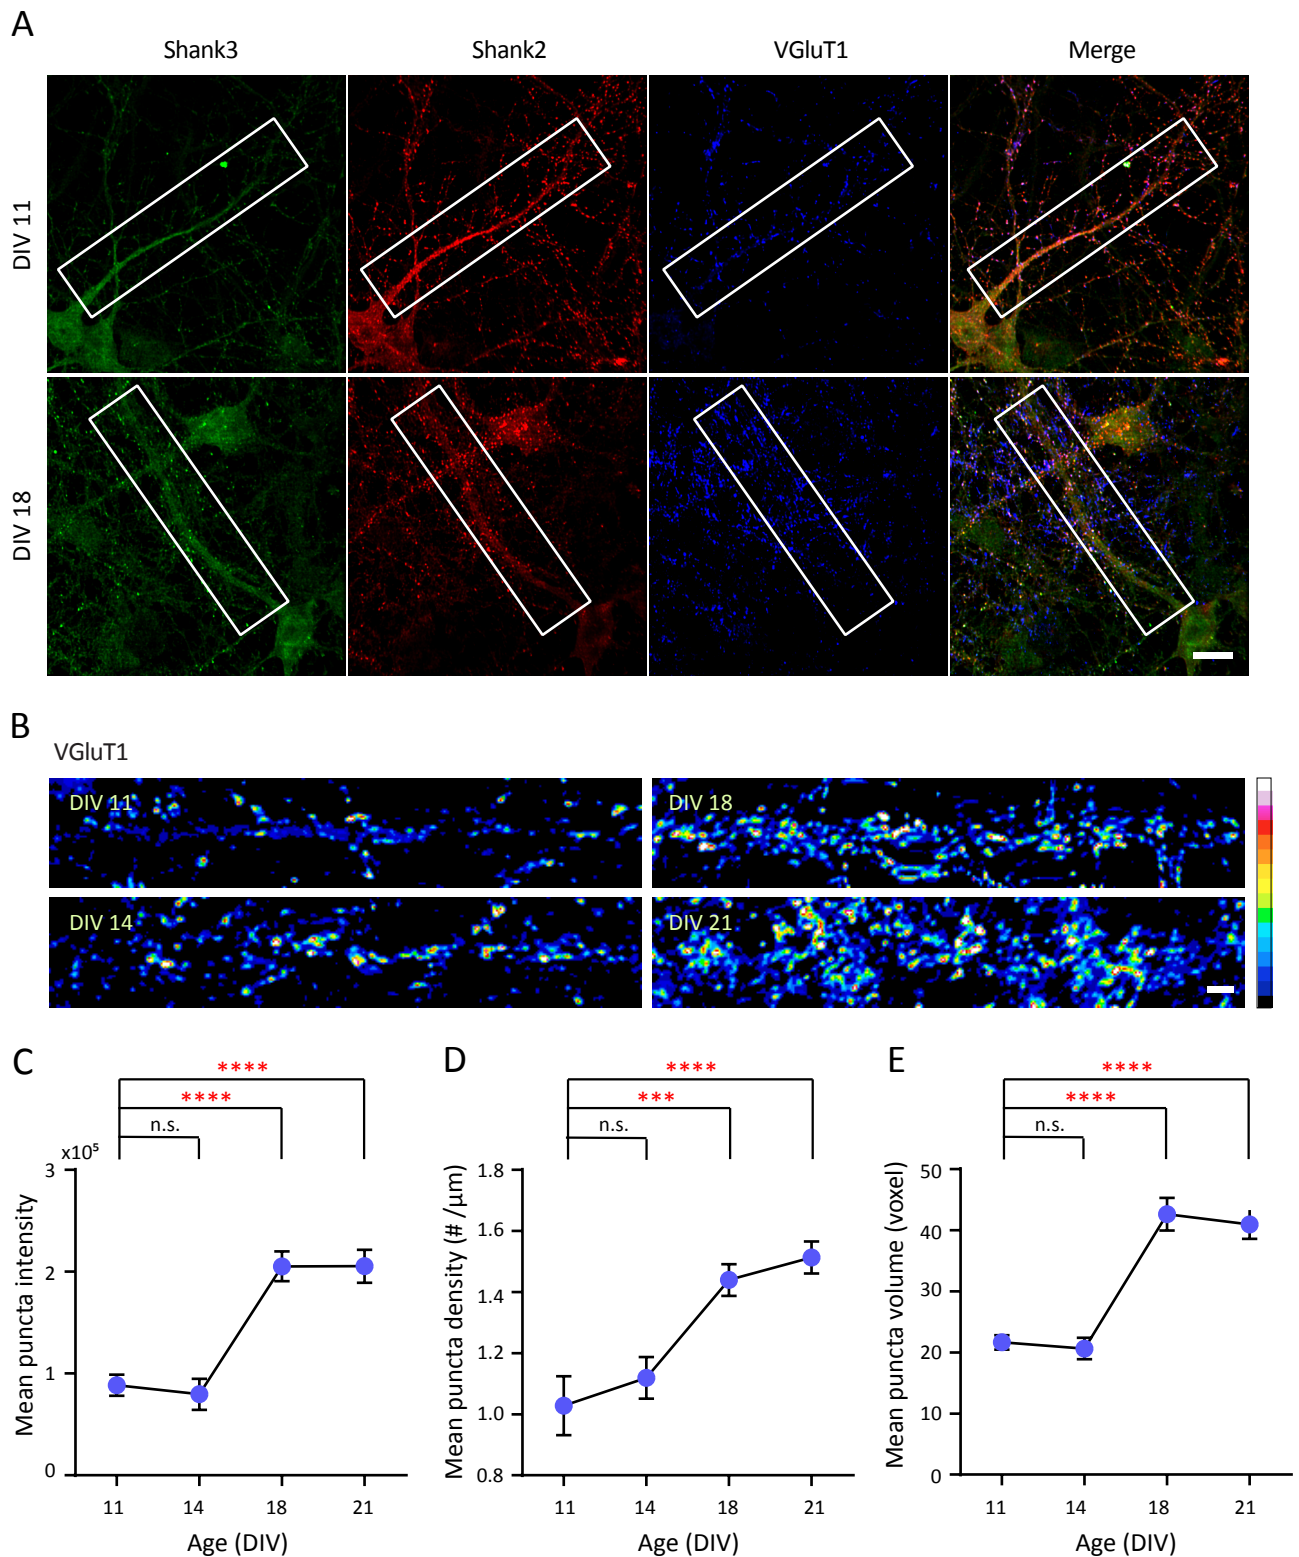 A
Shank3 Shank2 VGluT1 Merge
DIV 11
DIV 18
B
VGluT1
DIV 11 DIV 18
DIV 14 DIV 21
C
****
****
n.s.
x10⁵
3
2
1
0
Mean puncta intensity
11 14 18 21
Age (DIV)
D
****
***
n.s.
1.8
1.6
1.4
1.2
1.0
0.8
Mean puncta density (# /μm)
11 14 18 21
Age (DIV)
E
****
****
n.s.
50
40
30
20
10
0
Mean puncta volume (voxel)
11 14 18 21
Age (DIV)